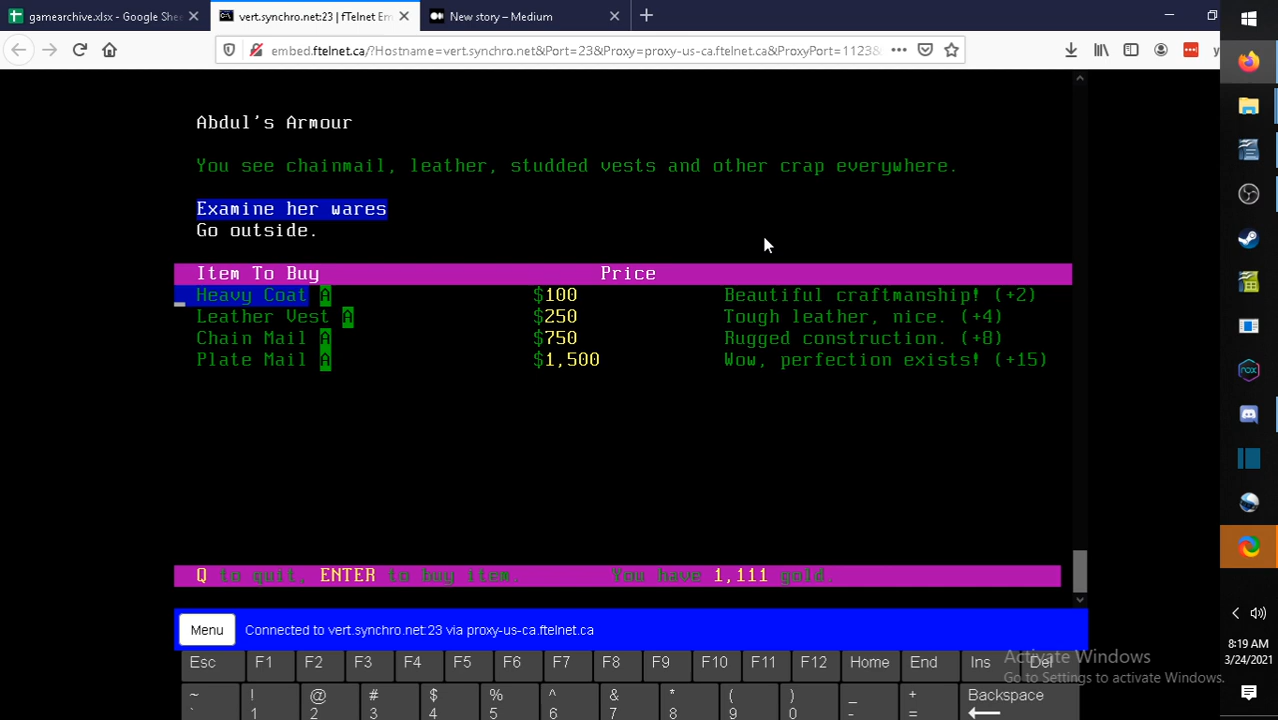 gamearchive.xlsx - Google She
vert.synchro.net:23 | fTelnet Em
New story – Medium
embed.ftelnet.ca/?Hostname=vert.synchro.net&Port=23&Proxy=proxy-us-ca.ftelnet.ca&ProxyPort=1123&
Abdul's Armour
You see chainmail, leather, studded vests and other crap everywhere.
Examine her wares
Go outside.
Item To Buy Price
Heavy Coat A $100 Beautiful craftmanship! (+2)
Leather Vest A $250 Tough leather, nice. (+4)
Chain Mail A $750 Rugged construction. (+8)
Plate Mail A $1,500 Wow, perfection exists! (+15)
Q to quit, ENTER to buy item. You have 1,111 gold.
Menu Connected to vert.synchro.net:23 via proxy-us-ca.ftelnet.ca
Esc F1 F2 F3 F4 F5 F6 F7 F8 F9 F10 F11 F12 Home End Ins Del
~ ! @ # $ % ^ & * ( ) _ + Backspace
` 1 2 3 4 5 6 7 8 9 0 - =
Activate Windows
Go to Settings to activate Windows.
nox
8:19 AM
3/24/2021